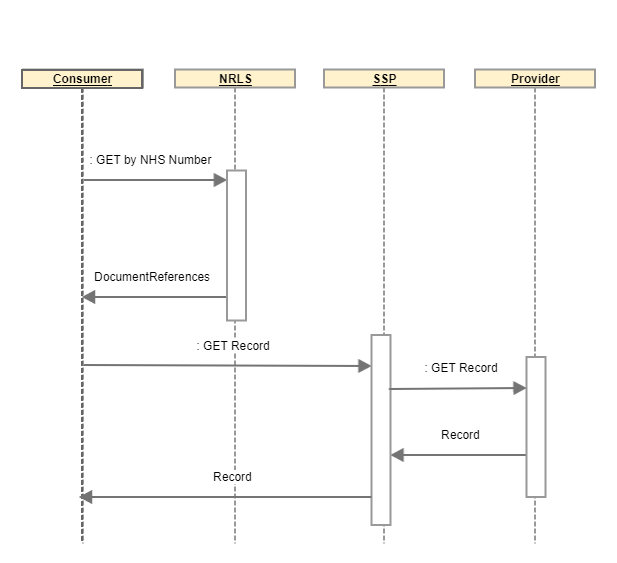 Consumer
NRLS
SSP
Provider
: GET by NHS Number
DocumentReferences
: GET Record
: GET Record
Record
Record